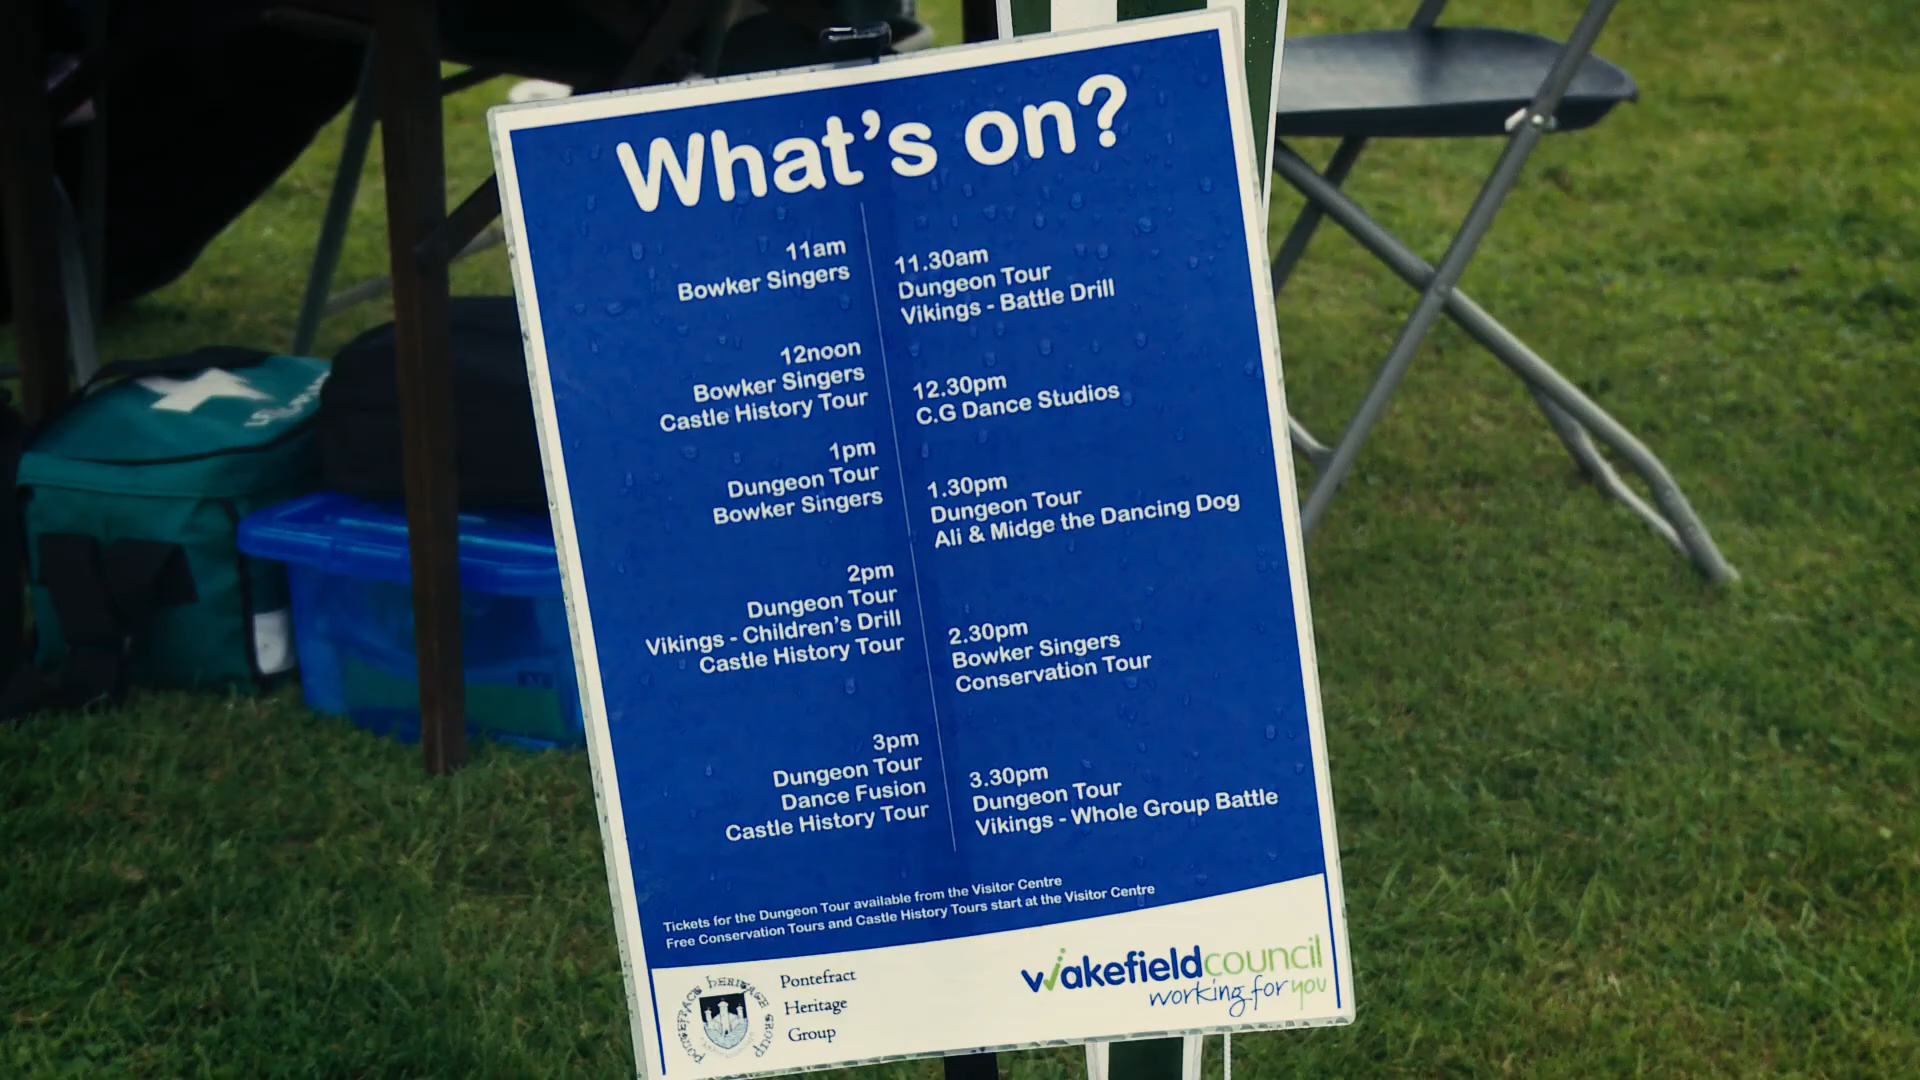 What's on?
11am
Bowker Singers
12noon
Bowker Singers
Castle History Tour
1pm
Dungeon Tour
Bowker Singers
2pm
Dungeon Tour
Vikings - Children's Drill
Castle History Tour
3pm
Dungeon Tour
Dance Fusion
Castle History Tour
11.30am
Dungeon Tour
Vikings - Battle Drill
12.30pm
C.G Dance Studios
1.30pm
Dungeon Tour
Ali & Midge the Dancing Dog
2.30pm
Bowker Singers
Conservation Tour
3.30pm
Dungeon Tour
Vikings - Whole Group Battle
Tickets for the Dungeon Tour available from the Visitor Centre
Free Conservation Tours and Castle History Tours start at the Visitor Centre
PONTEFRACT HERITAGE GROUP
Pontefract
Heritage
Group
wakefieldcouncil
working for you